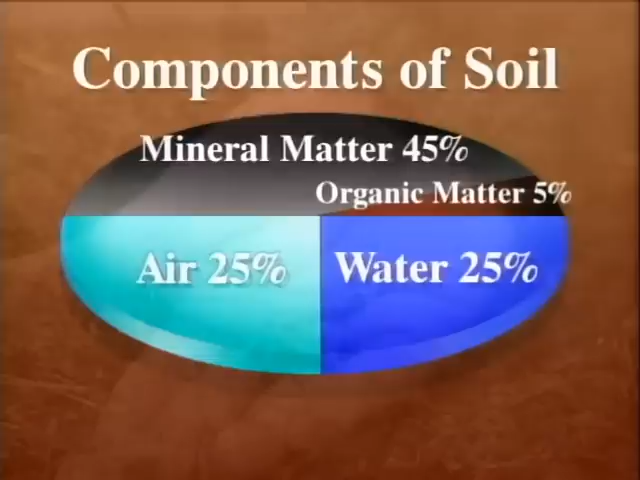 Components of Soil
Mineral Matter 45%
Organic Matter 5%
Air 25%
Water 25%